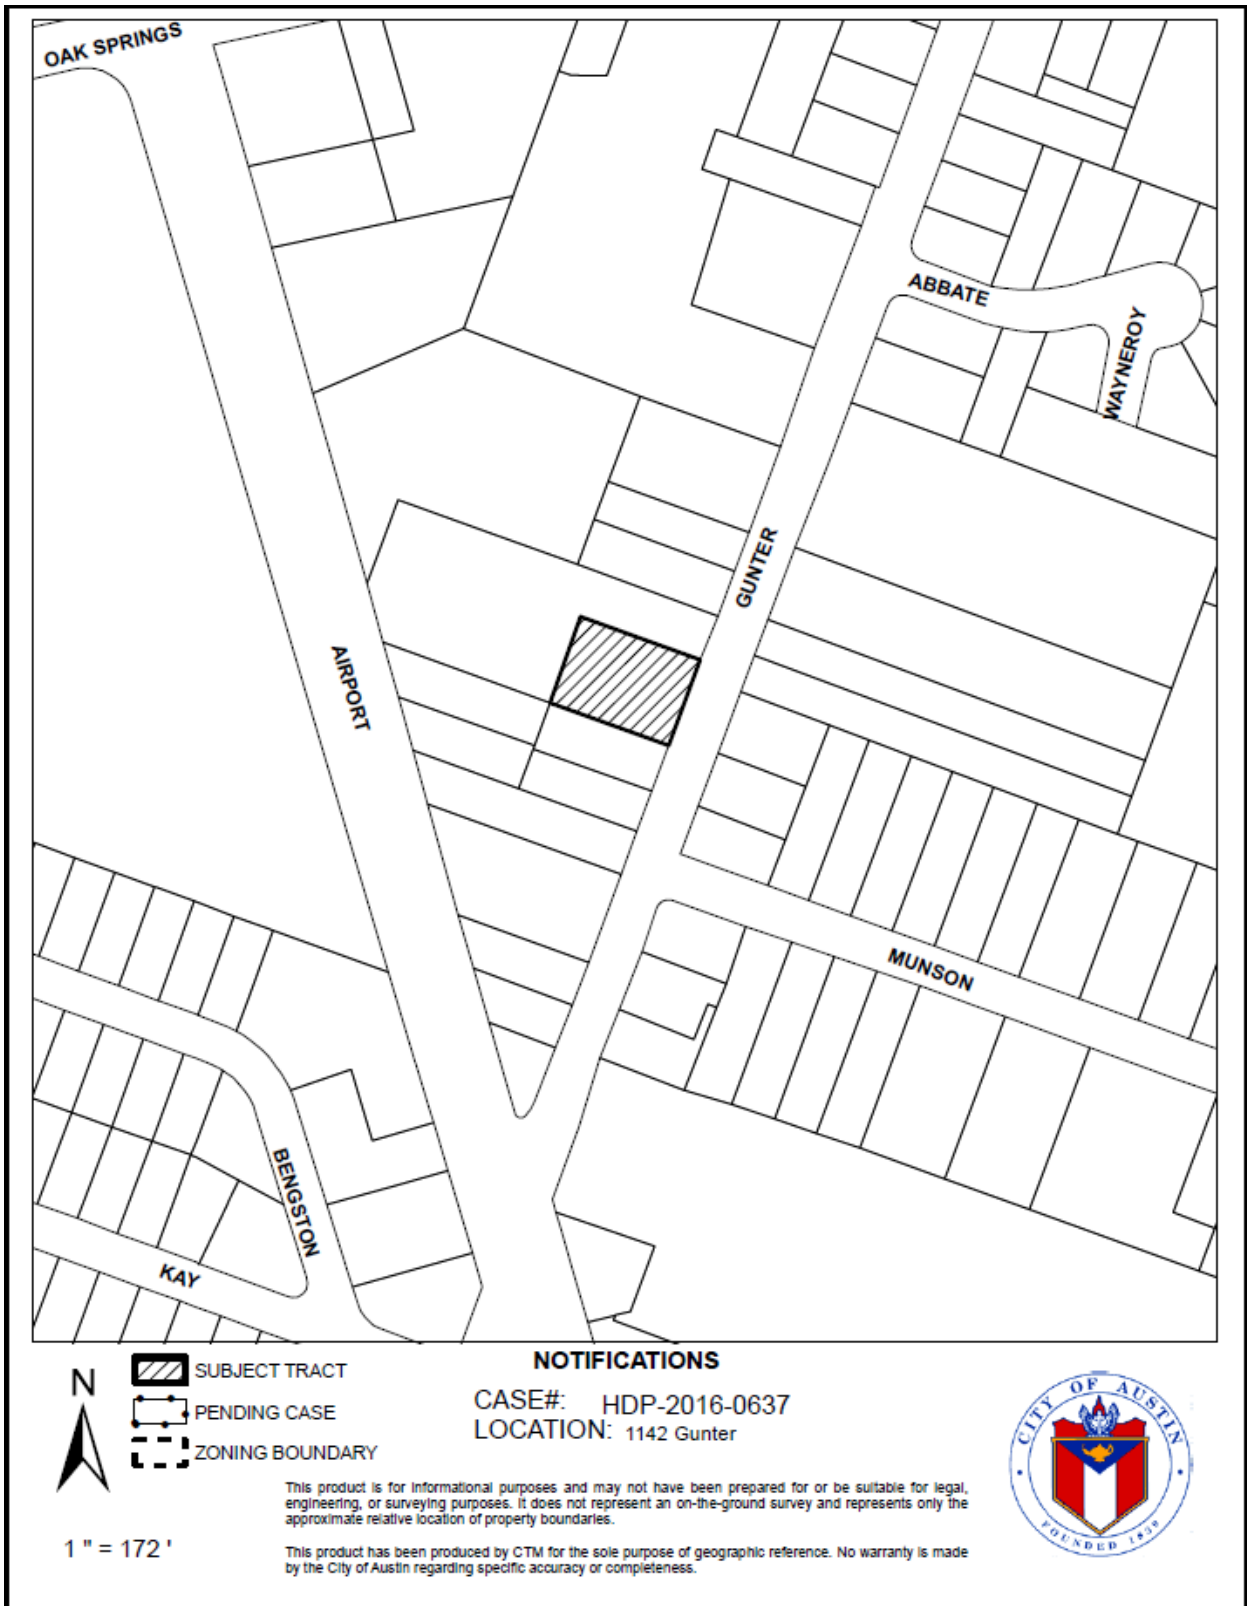 OAK SPRINGS
ABBATE
WAYNEROY
GUNTER
AIRPORT
MUNSON
BENGSTON
KAY
N
1 " = 172 '
SUBJECT TRACT
PENDING CASE
ZONING BOUNDARY
NOTIFICATIONS
CASE#: HDP-2016-0637
LOCATION: 1142 Gunter
This product is for informational purposes and may not have been prepared for or be suitable for legal,
engineering, or surveying purposes. It does not represent an on-the-ground survey and represents only the
approximate relative location of property boundaries.
This product has been produced by CTM for the sole purpose of geographic reference. No warranty is made
by the City of Austin regarding specific accuracy or completeness.
CITY OF AUSTIN
FOUNDED 1839